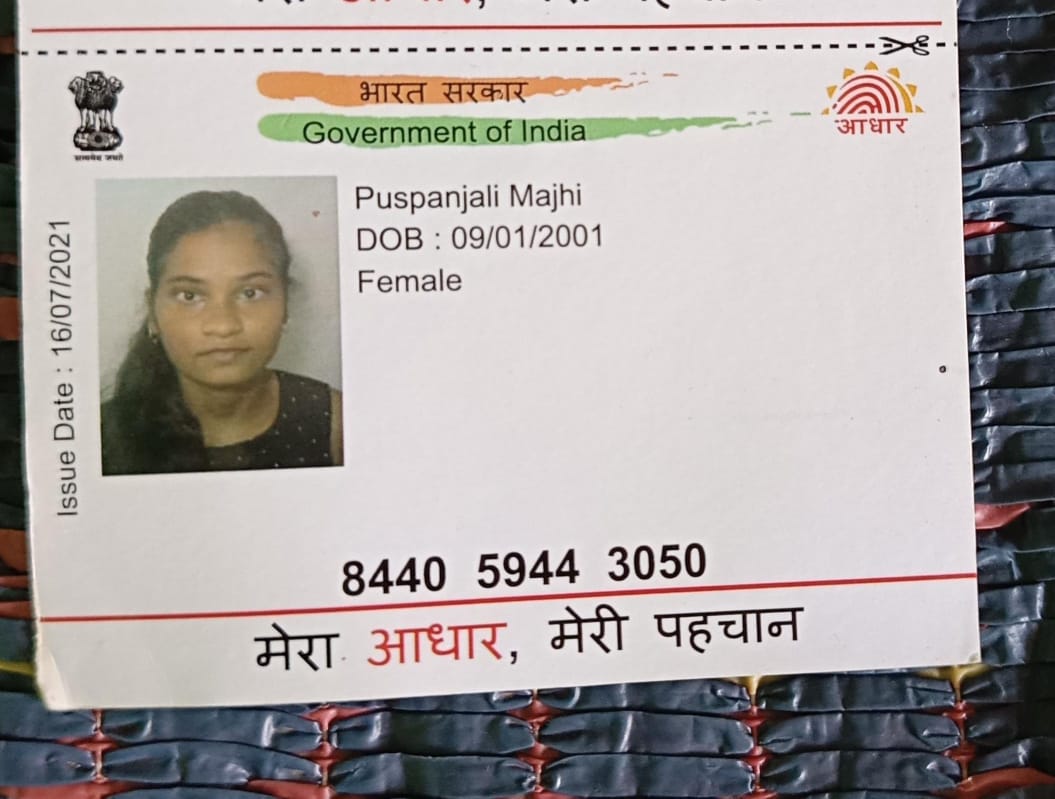 सत्यमेव जयते
भारत सरकार
Government of India
आधार
Issue Date : 16/07/2021
Puspanjali Majhi
DOB : 09/01/2001
Female
8440 5944 3050
मेरा आधार, मेरी पहचान